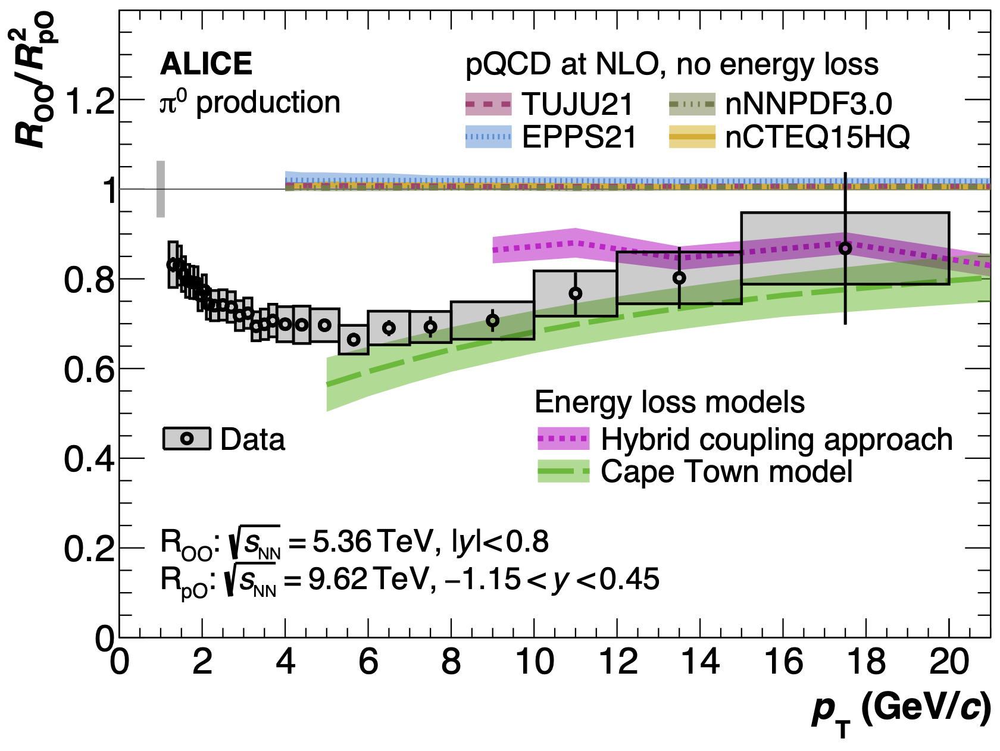 R_OO/R²_pO
ALICE
π⁰ production
pQCD at NLO, no energy loss
TUJU21
nNNPDF3.0
EPPS21
nCTEQ15HQ
1.2
1
0.8
0.6
0.4
0.2
0
Energy loss models
Data
Hybrid coupling approach
Cape Town model
R_OO: √s_NN = 5.36 TeV, |y|<0.8
R_pO: √s_NN = 9.62 TeV, −1.15 < y < 0.45
0 2 4 6 8 10 12 14 16 18 20
p_T (GeV/c)